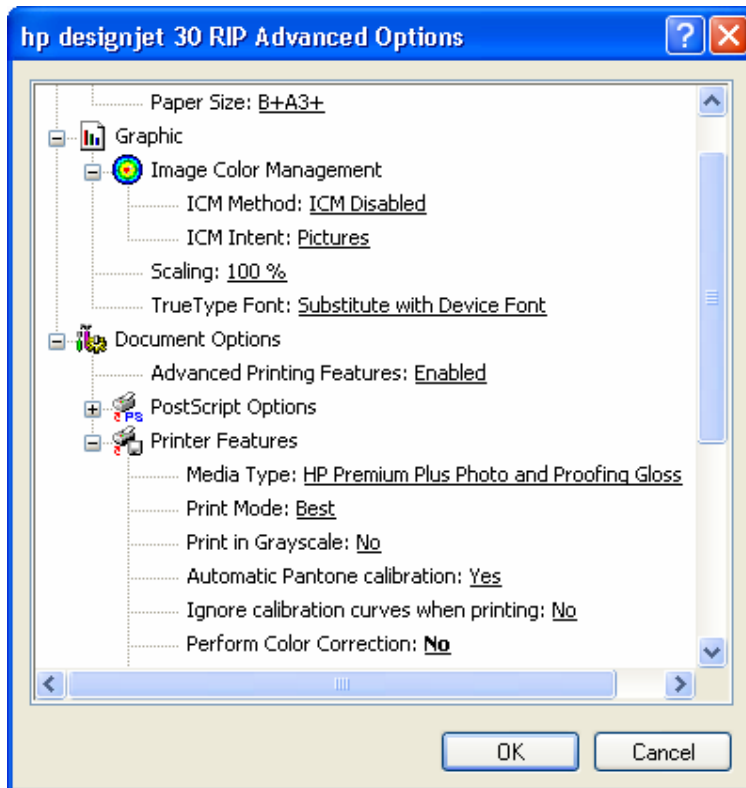 hp designjet 30 RIP Advanced Options
Paper Size: B+A3+
Graphic
Image Color Management
ICM Method: ICM Disabled
ICM Intent: Pictures
Scaling: 100 %
TrueType Font: Substitute with Device Font
Document Options
Advanced Printing Features: Enabled
PS PostScript Options
Printer Features
Media Type: HP Premium Plus Photo and Proofing Gloss
Print Mode: Best
Print in Grayscale: No
Automatic Pantone calibration: Yes
Ignore calibration curves when printing: No
Perform Color Correction: No
OK Cancel